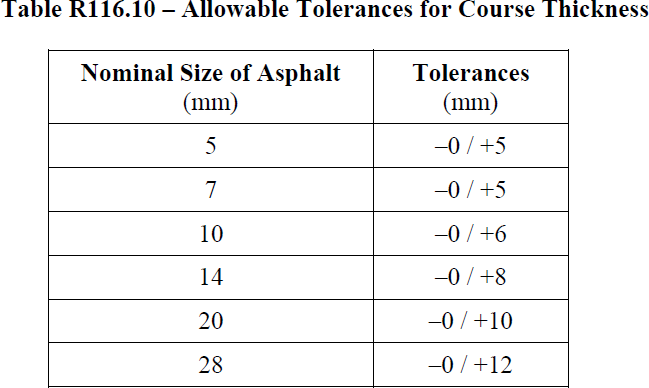 Table R116.10 – Allowable Tolerances for Course Thickness
Nominal Size of Asphalt Tolerances
(mm) (mm)
5 –0 / +5
7 –0 / +5
10 –0 / +6
14 –0 / +8
20 –0 / +10
28 –0 / +12